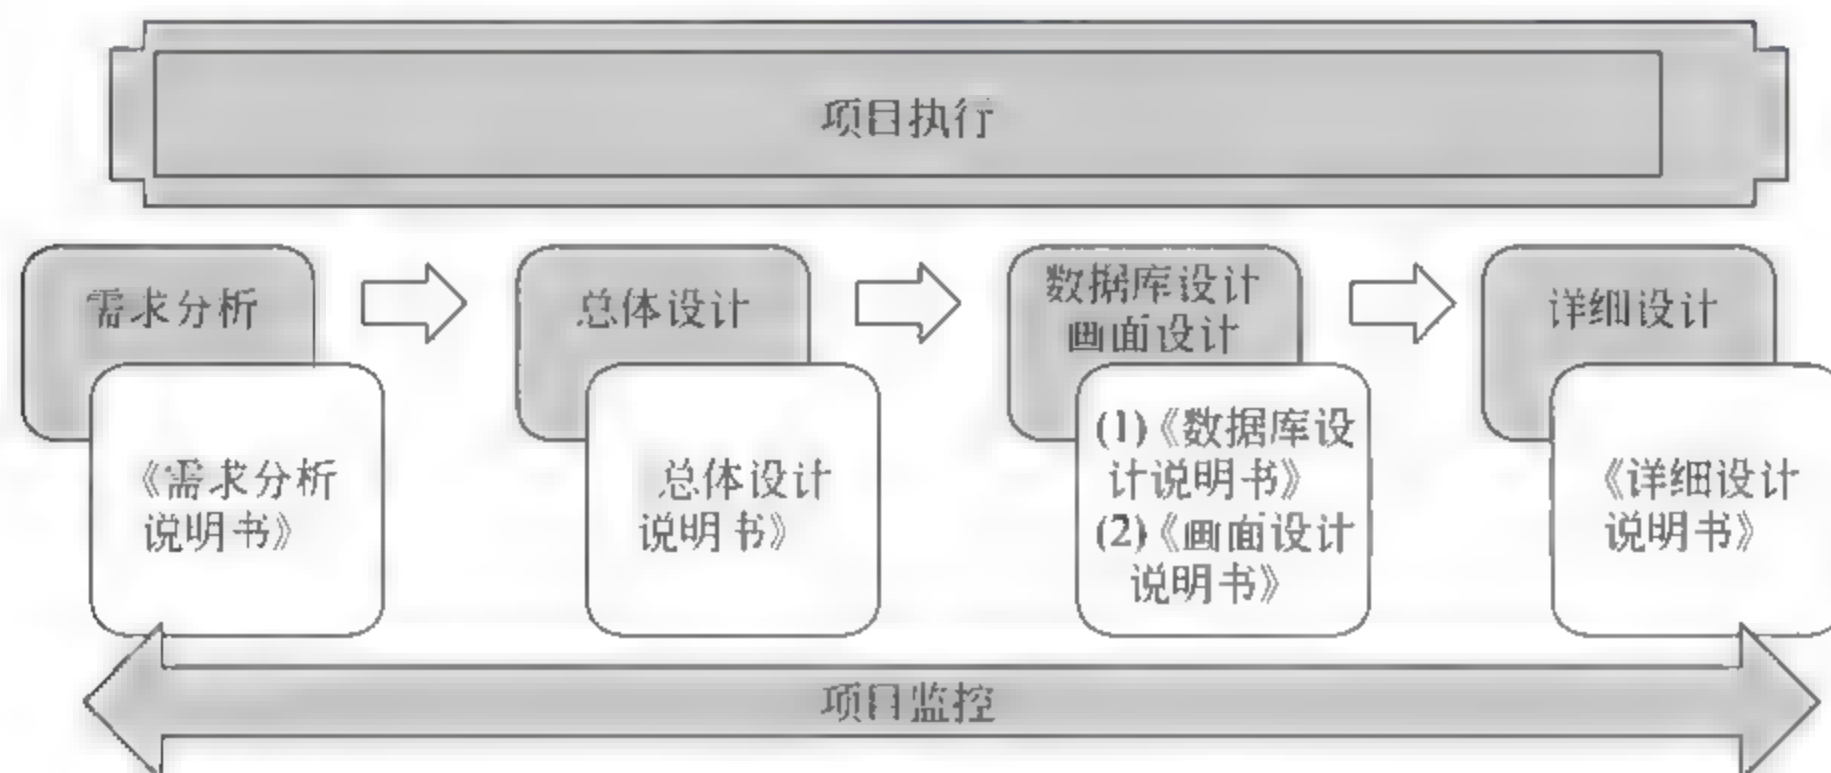 项目执行
需求分析
总体设计
数据库设计
画面设计
详细设计
《需求分析
说明书》
总体设计
说明书》
(1)《数据库设
计说明书》
(2)《画面设计
说明书》
《详细设计
说明书》
项目监控